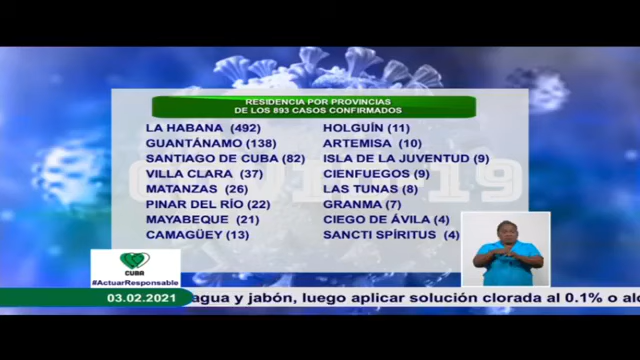 RESIDENCIA POR PROVINCIAS
DE LOS 893 CASOS CONFIRMADOS
LA HABANA (492)
GUANTÁNAMO (138)
SANTIAGO DE CUBA (82)
VILLA CLARA (37)
MATANZAS (26)
PINAR DEL RÍO (22)
MAYABEQUE (21)
CAMAGÜEY (13)
HOLGUÍN (11)
ARTEMISA (10)
ISLA DE LA JUVENTUD (9)
CIENFUEGOS (9)
LAS TUNAS (8)
GRANMA (7)
CIEGO DE ÁVILA (4)
SANCTI SPÍRITUS (4)
CUBA
#ActuarResponsable
03.02.2021
agua y jabón, luego aplicar solución clorada al 0.1% o alc